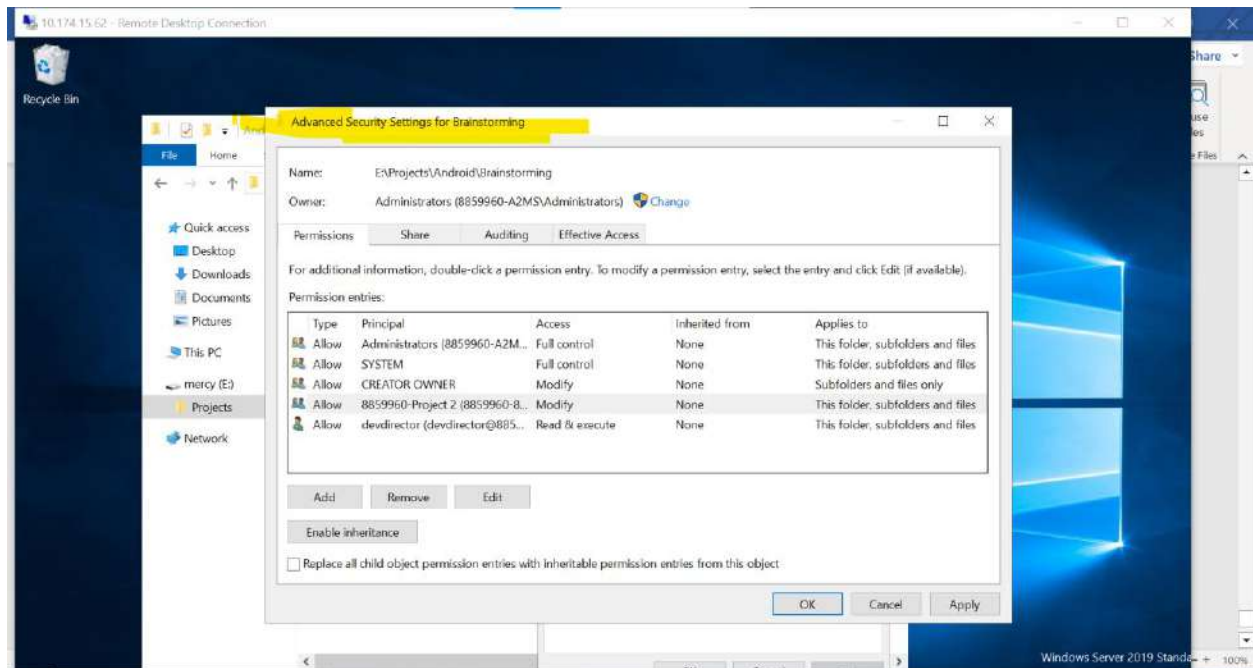 10.174.15.62 - Remote Desktop Connection
Share
Recycle Bin
Advanced Security Settings for Brainstorming
File Home
Name: E:\Projects\Android\Brainstorming
Owner: Administrators (8859960-A2MS\Administrators) Change
Quick access
Desktop
Downloads
Documents
Pictures
This PC
mercy (E:)
Projects
Network
Permissions Share Auditing Effective Access
For additional information, double-click a permission entry. To modify a permission entry, select the entry and click Edit (if available).
Permission entries:
Type Principal Access Inherited from Applies to
Allow Administrators (8859960-A2M... Full control None This folder, subfolders and files
Allow SYSTEM Full control None This folder, subfolders and files
Allow CREATOR OWNER Modify None Subfolders and files only
Allow 8859960-Project 2 (8859960-8... Modify None This folder, subfolders and files
Allow devdirector (devdirector@885... Read & execute None This folder, subfolders and files
Add Remove Edit
Enable inheritance
Replace all child object permission entries with inheritable permission entries from this object
OK Cancel Apply
Windows Server 2019 Standa
100%